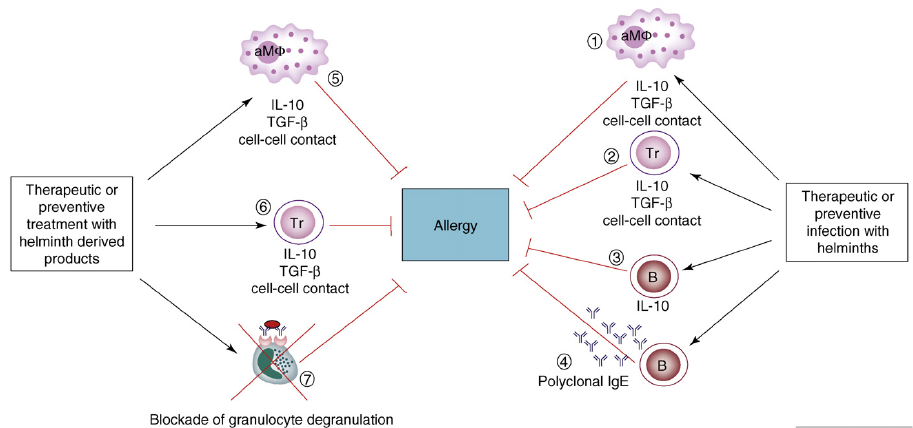 aMΦ
⑤
IL-10
TGF-β
cell-cell contact
Therapeutic or
preventive
treatment with
helminth derived
products
⑥
Tr
IL-10
TGF-β
cell-cell contact
⑦
Blockade of granulocyte degranulation
Allergy
①
aMΦ
IL-10
TGF-β
cell-cell contact
②
Tr
IL-10
TGF-β
cell-cell contact
③
B
IL-10
④
Polyclonal IgE
B
Therapeutic or
preventive
infection with
helminths